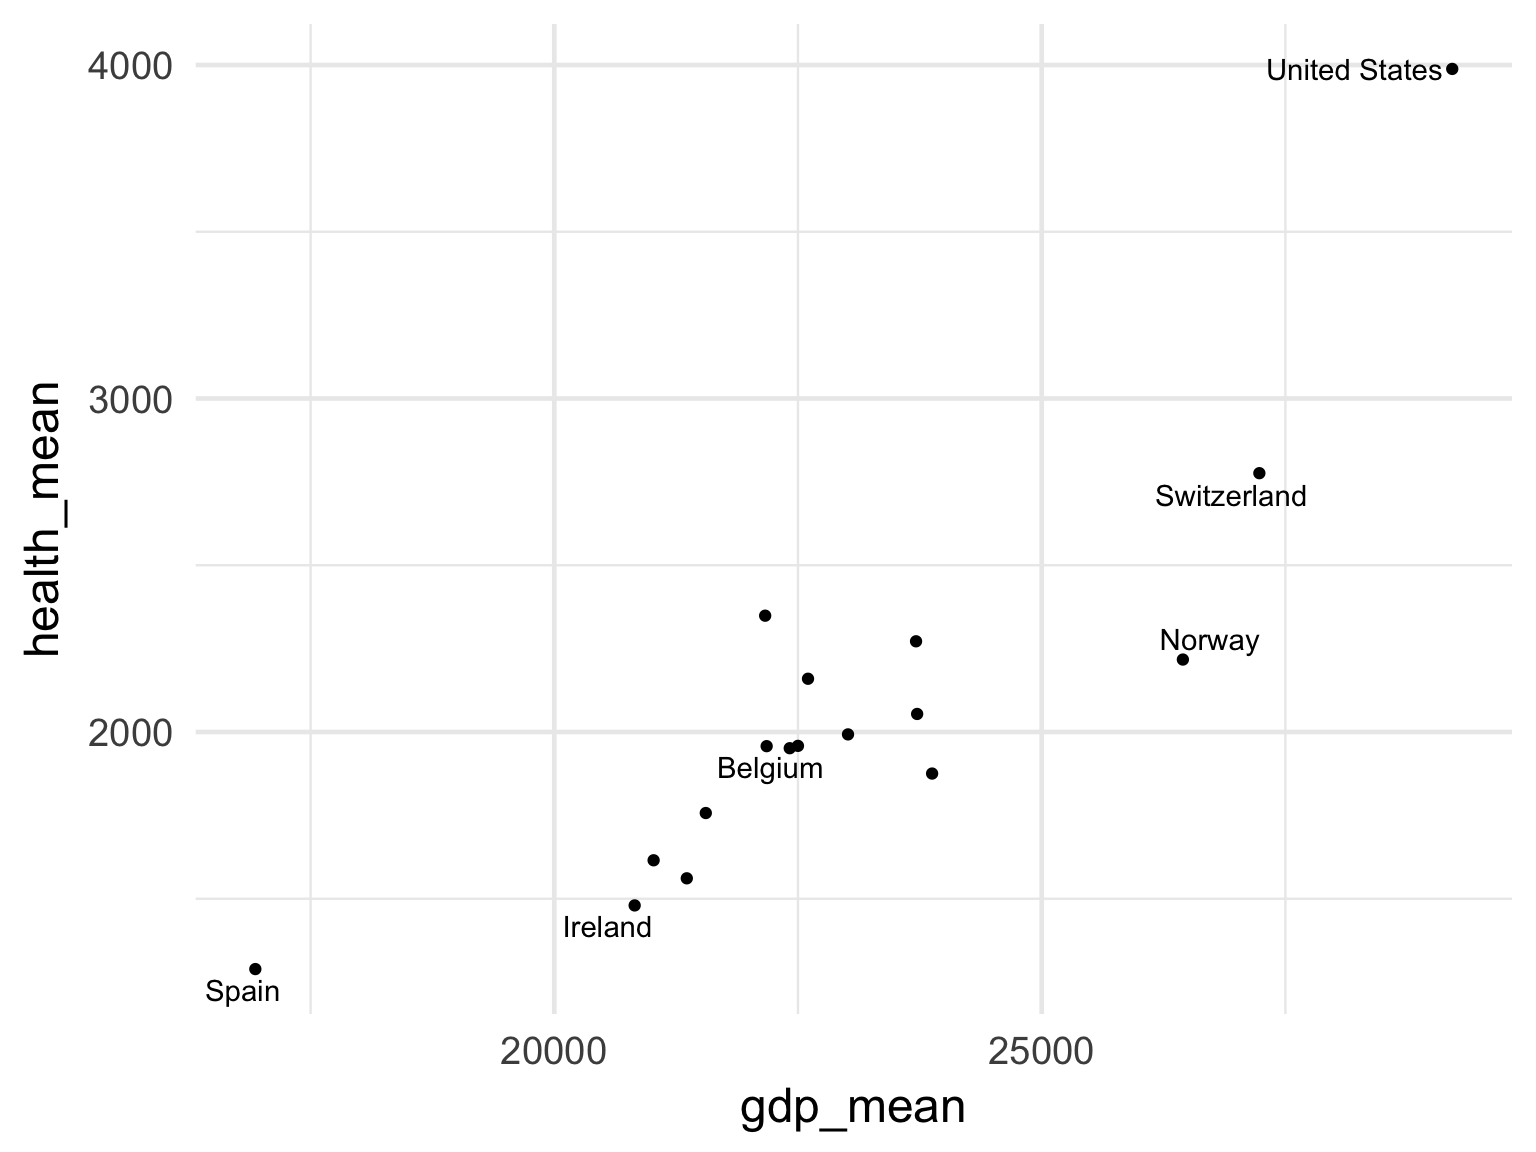 4000
3000
2000
health_mean
United States
Switzerland
Norway
Belgium
Ireland
Spain
20000 25000
gdp_mean